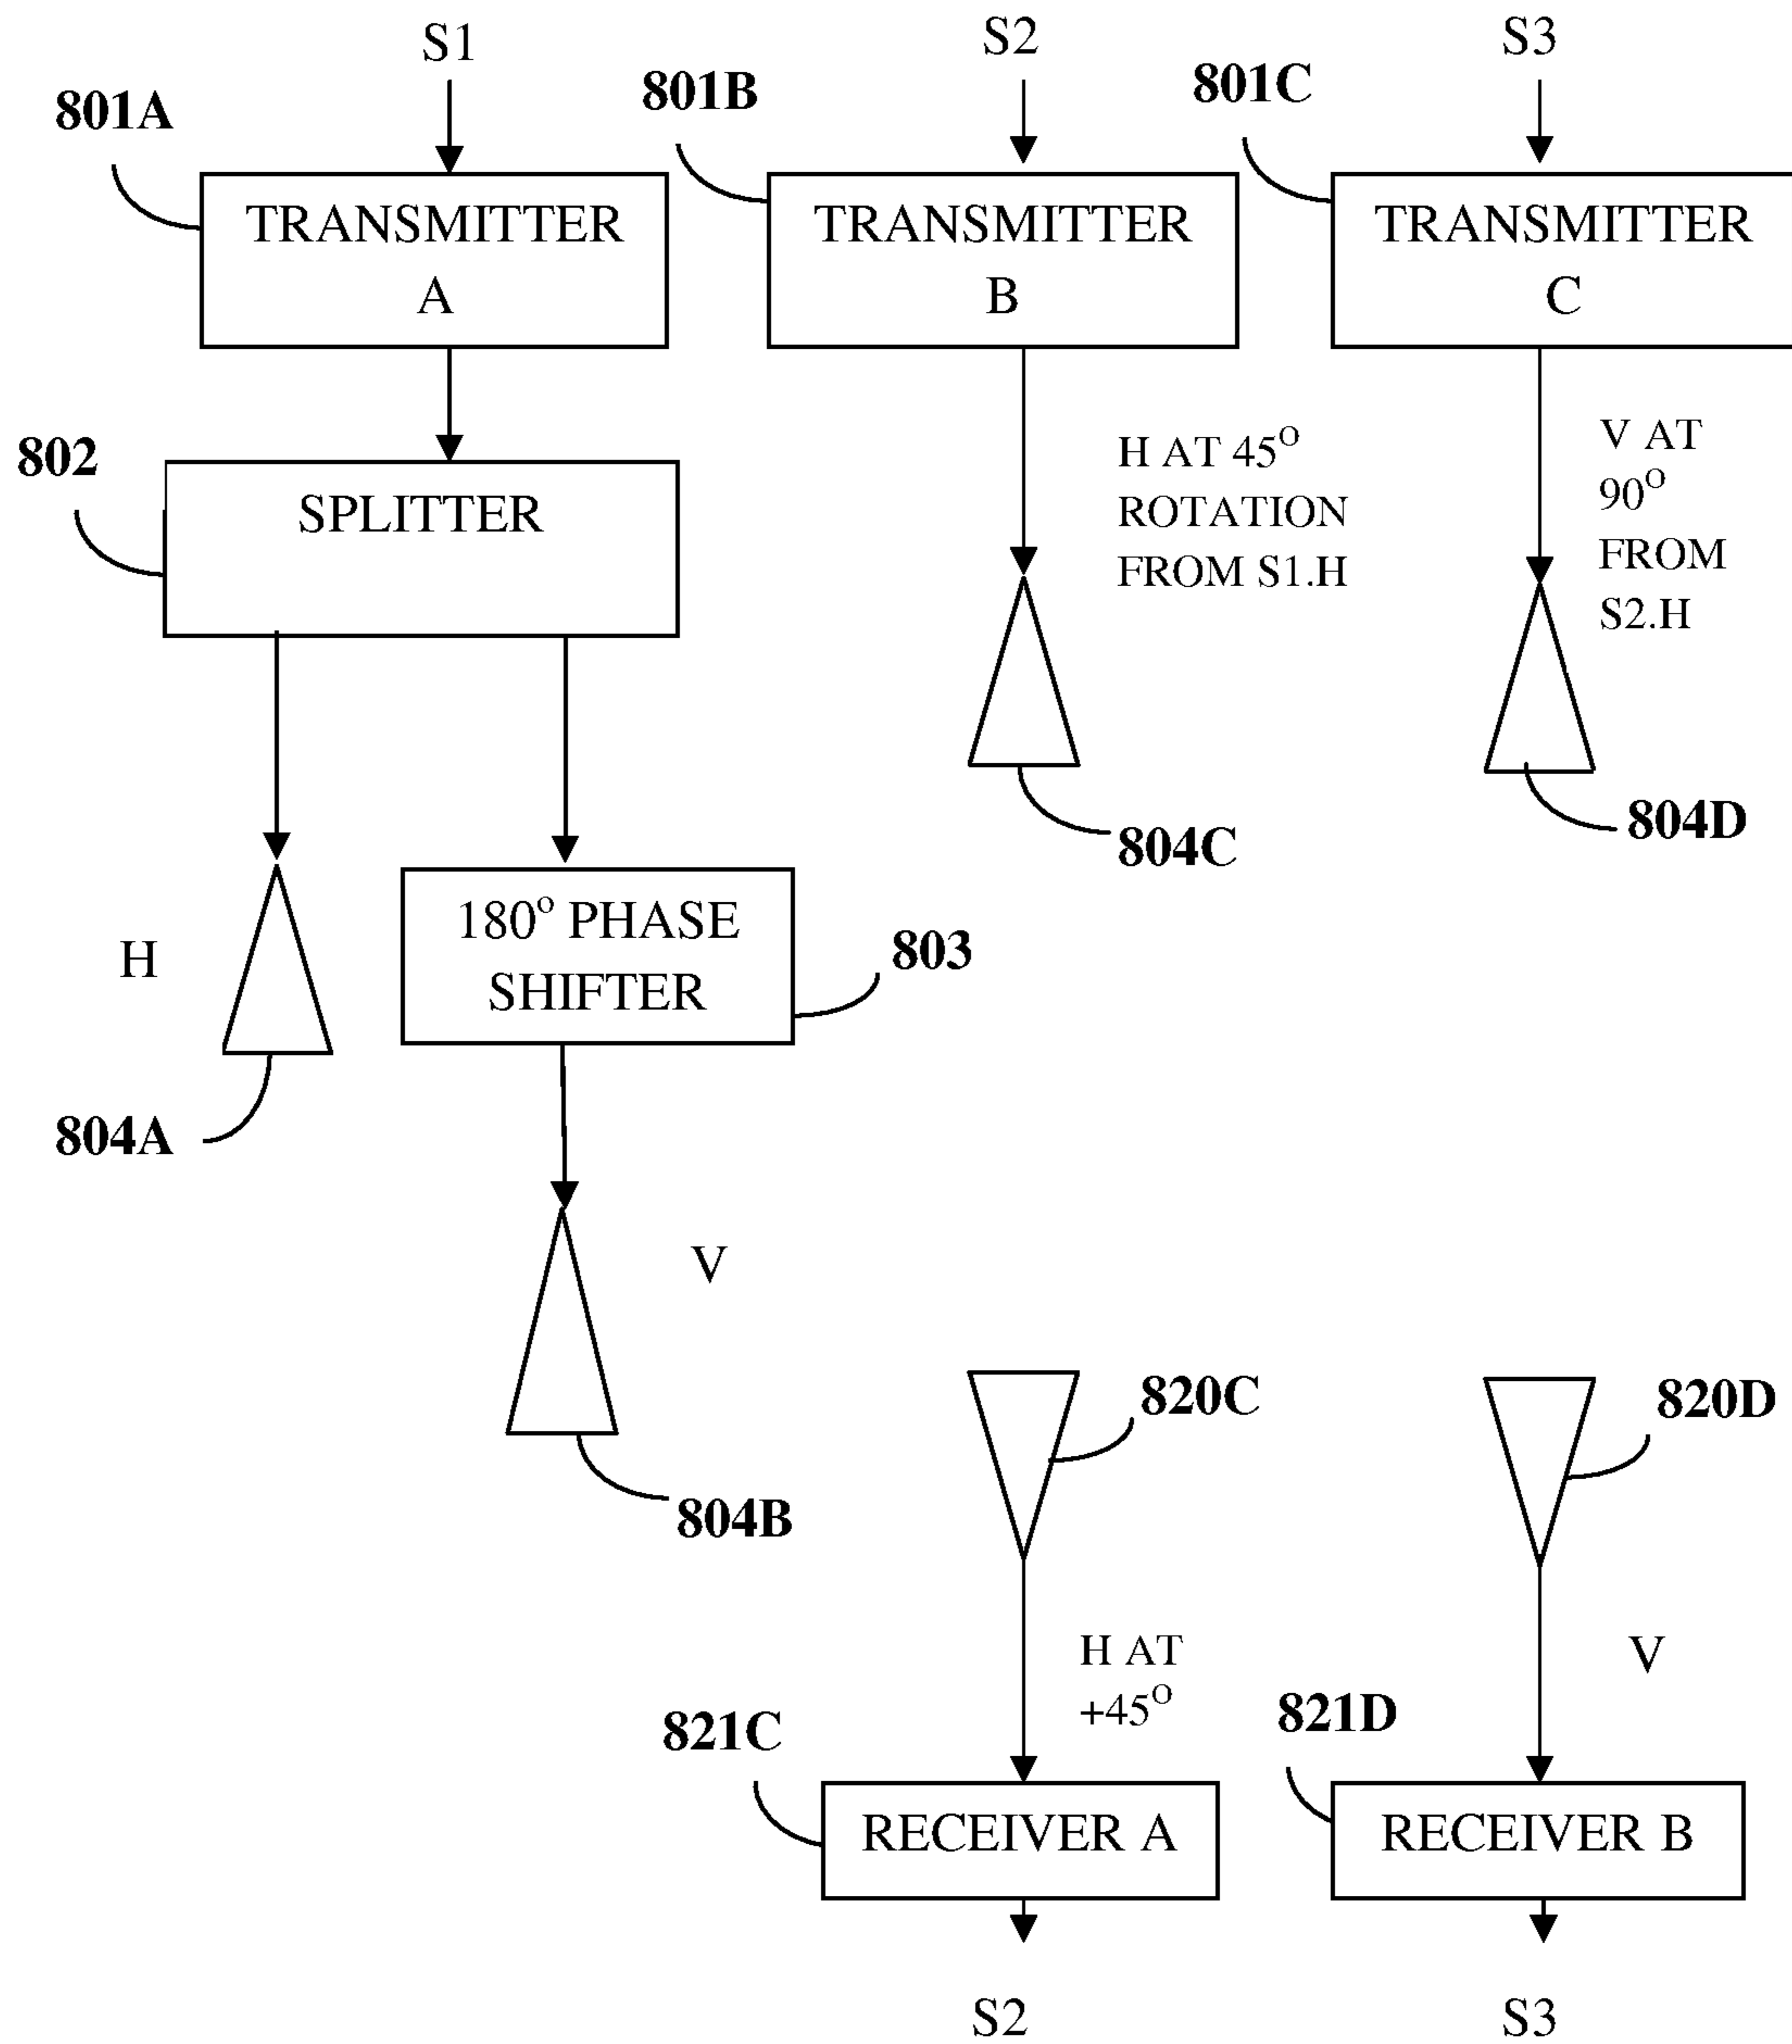 S1
S2
S3
801A
801B
801C
TRANSMITTER
A
TRANSMITTER
B
TRANSMITTER
C
802
SPLITTER
H AT 45O
ROTATION
FROM S1.H
V AT
90O
FROM
S2.H
804C
804D
H
180o PHASE
SHIFTER
803
804A
V
804B
820C
820D
H AT
+45O
V
821C
821D
RECEIVER A
RECEIVER B
S2
S3